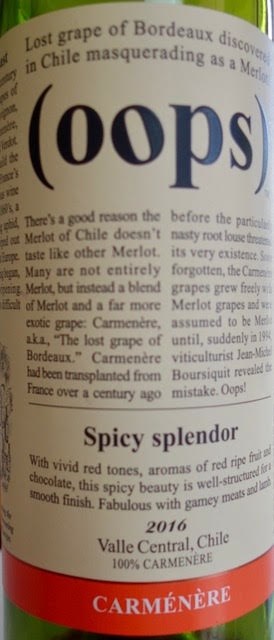 Lost grape of Bordeaux discovered
in Chile masquerading as a Merlot
(oops)
There's a good reason the
Merlot of Chile doesn't
taste like other Merlot.
Many are not entirely
Merlot, but instead a blend
of Merlot and a far more
exotic grape: Carmenère,
a.k.a., "The lost grape of
Bordeaux." Carmenère
had been transplanted from
France over a century ago
before the particularly
nasty root louse threatened
its very existence. Soon
forgotten, the Carmenère
grapes grew freely with
Merlot grapes and were
assumed to be Merlot
until, suddenly in 1994,
viticulturist Jean-Michel
Boursiquit revealed the
mistake. Oops!
Spicy splendor
With vivid red tones, aromas of red ripe fruit and
chocolate, this spicy beauty is well-structured for a
smooth finish. Fabulous with gamey meats and lamb.
2016
Valle Central, Chile
100% CARMENÈRE
CARMÉNÈRE